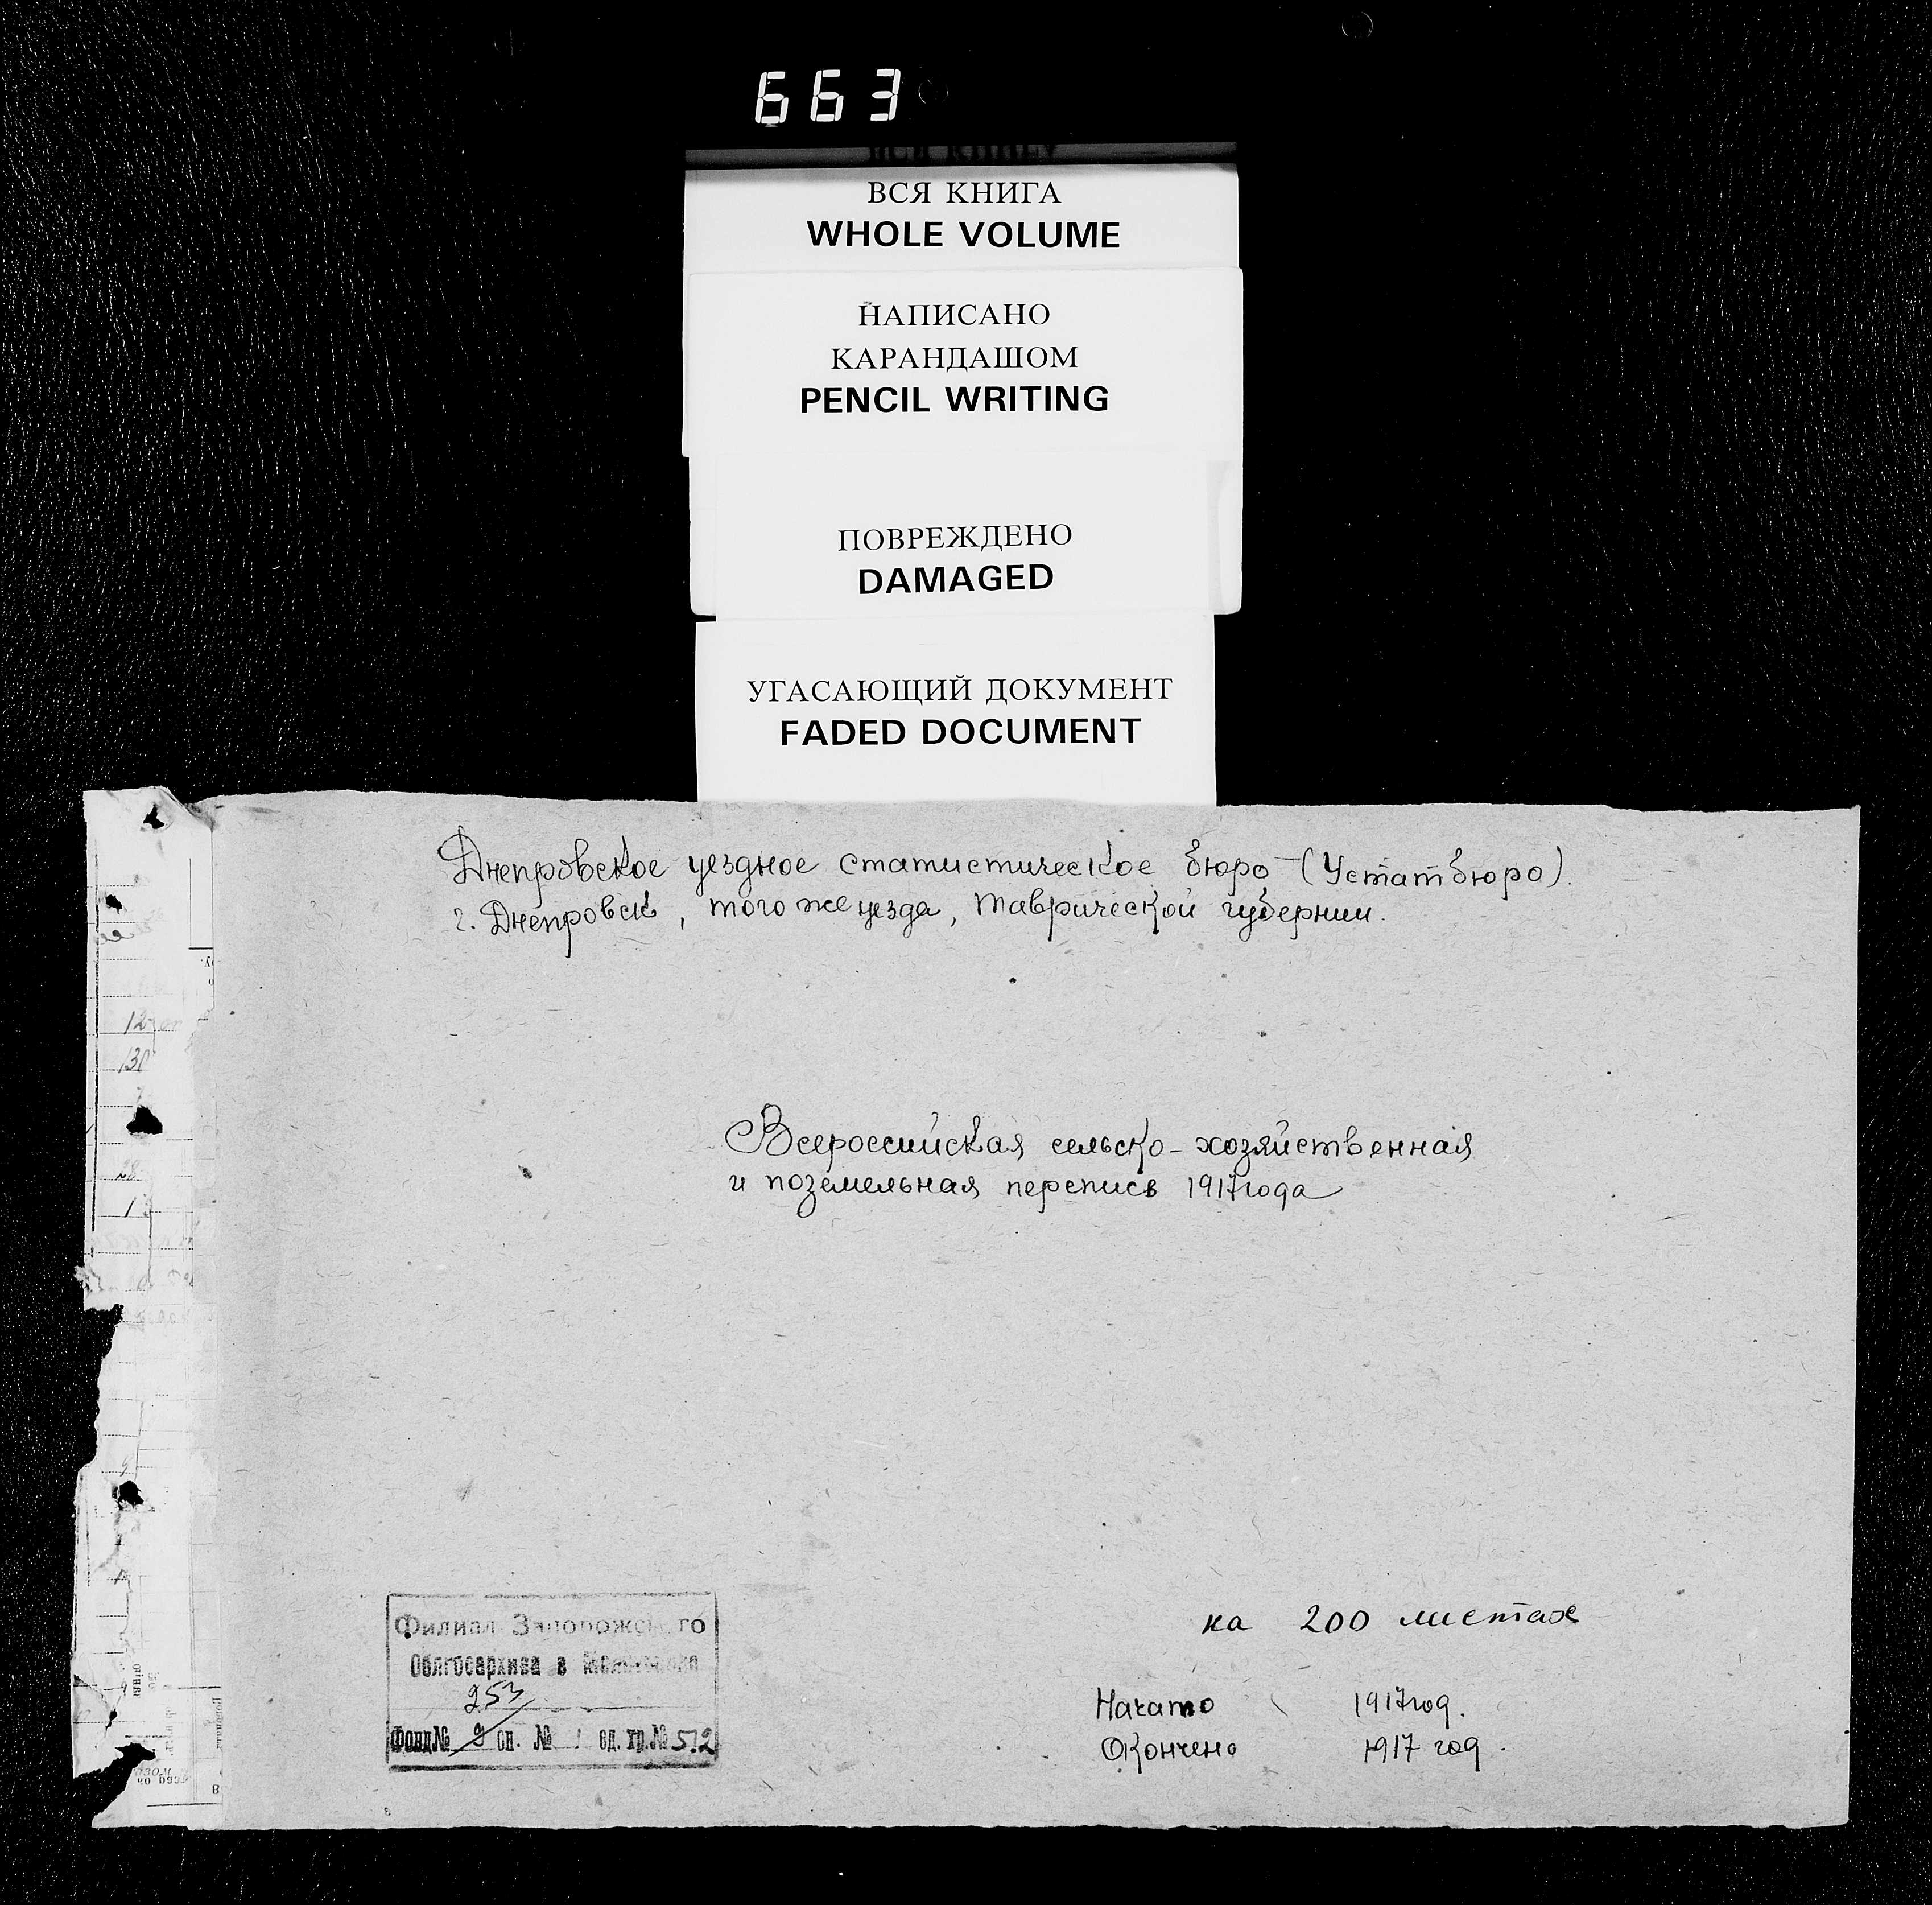 663
ВСЯ КНИГА
WHOLE VOLUME
НАПИСАНО
КАРАНДАШОМ
PENCIL WRITING
ПОВРЕЖДЕНО
DAMAGED
УГАСАЮЩИЙ ДОКУМЕНТ
FADED DOCUMENT
Днепровское уездное статистическое бюро (Устатбюро).
г. Днепровск, того же уезда, Таврической губернии.
Всероссийская сельско-хозяйственная
и поземельная перепись 1917 года
Филиал Запорожского
Облгосархива в
253
Фонд № 9 оп. № 1 ед. хр. № 512
на 200 листах
Начато 1917 год.
Окончено 1917 год.